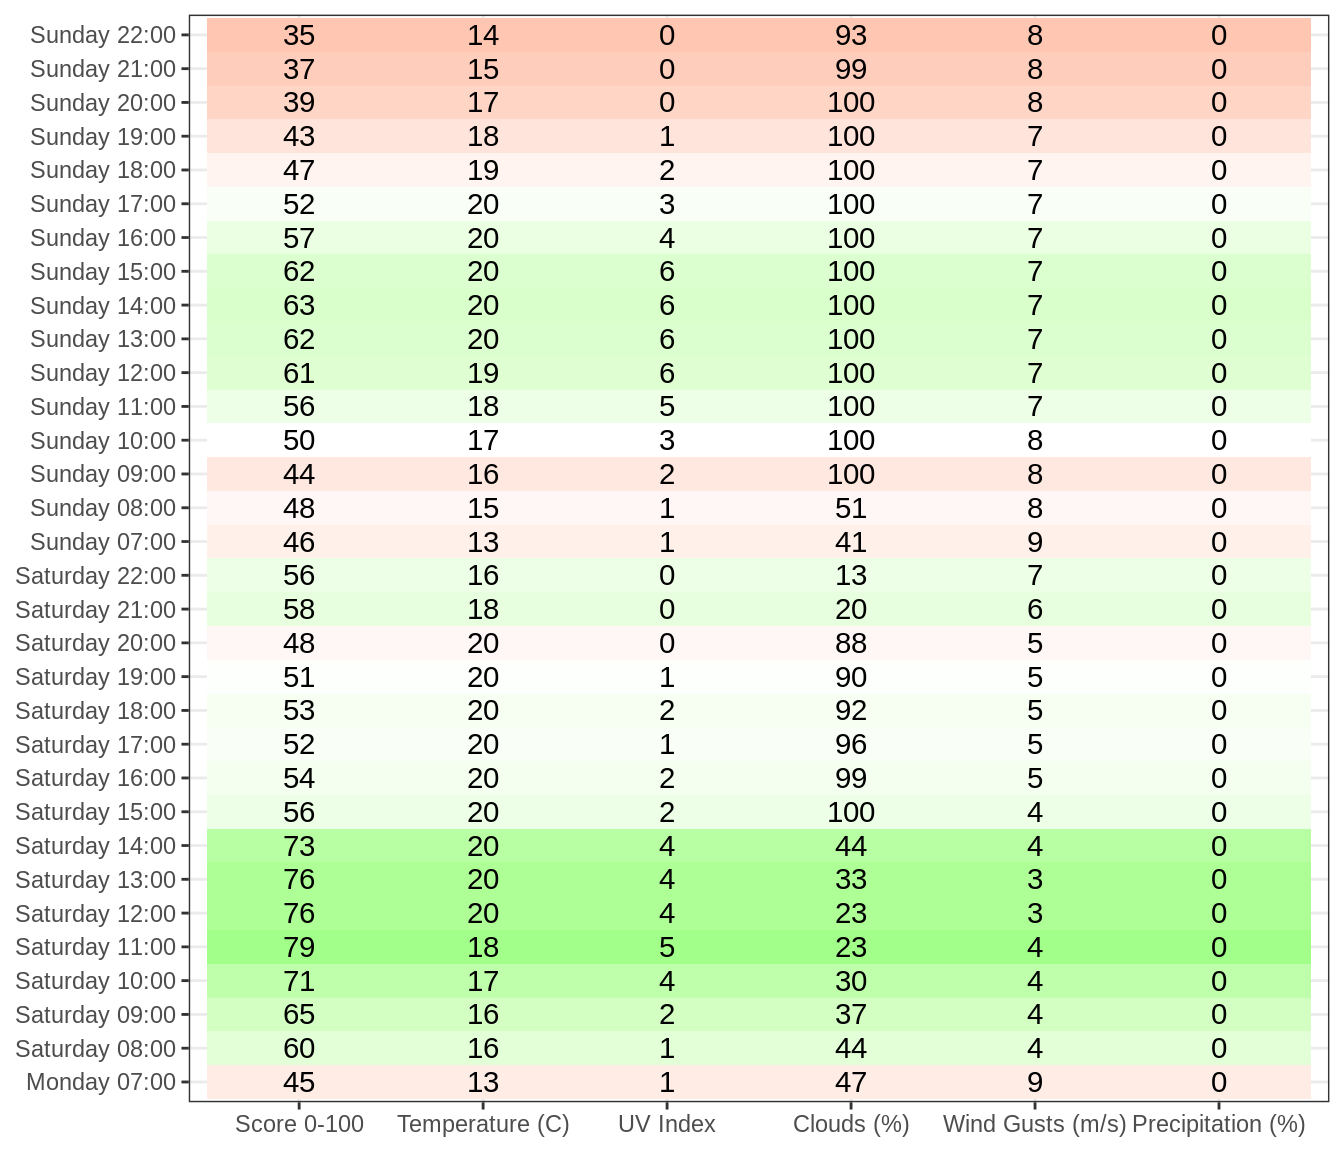 Sunday 22:00 35 14 0 93 8 0
Sunday 21:00 37 15 0 99 8 0
Sunday 20:00 39 17 0 100 8 0
Sunday 19:00 43 18 1 100 7 0
Sunday 18:00 47 19 2 100 7 0
Sunday 17:00 52 20 3 100 7 0
Sunday 16:00 57 20 4 100 7 0
Sunday 15:00 62 20 6 100 7 0
Sunday 14:00 63 20 6 100 7 0
Sunday 13:00 62 20 6 100 7 0
Sunday 12:00 61 19 6 100 7 0
Sunday 11:00 56 18 5 100 7 0
Sunday 10:00 50 17 3 100 8 0
Sunday 09:00 44 16 2 100 8 0
Sunday 08:00 48 15 1 51 8 0
Sunday 07:00 46 13 1 41 9 0
Saturday 22:00 56 16 0 13 7 0
Saturday 21:00 58 18 0 20 6 0
Saturday 20:00 48 20 0 88 5 0
Saturday 19:00 51 20 1 90 5 0
Saturday 18:00 53 20 2 92 5 0
Saturday 17:00 52 20 1 96 5 0
Saturday 16:00 54 20 2 99 5 0
Saturday 15:00 56 20 2 100 4 0
Saturday 14:00 73 20 4 44 4 0
Saturday 13:00 76 20 4 33 3 0
Saturday 12:00 76 20 4 23 3 0
Saturday 11:00 79 18 5 23 4 0
Saturday 10:00 71 17 4 30 4 0
Saturday 09:00 65 16 2 37 4 0
Saturday 08:00 60 16 1 44 4 0
Monday 07:00 45 13 1 47 9 0
Score 0-100 Temperature (C) UV Index Clouds (%) Wind Gusts (m/s) Precipitation (%)